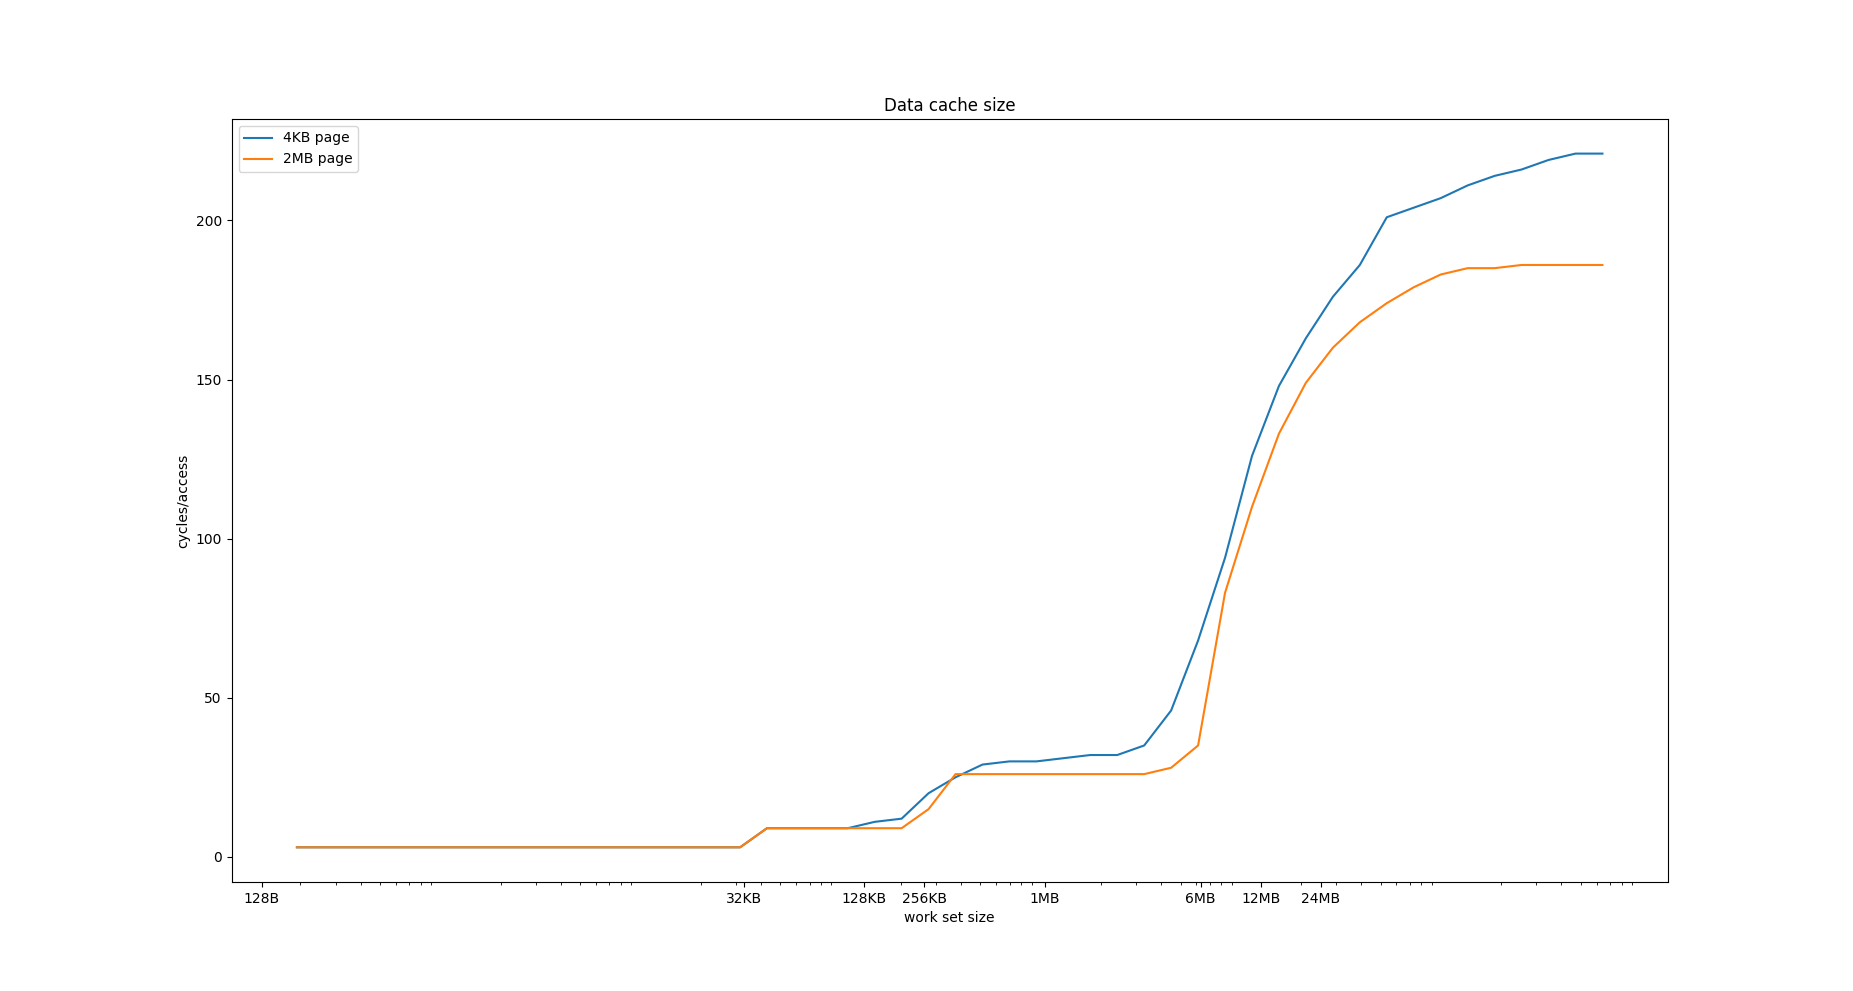 Data cache size
4KB page
2MB page
200
150
100
50
0
cycles/access
128B 32KB 128KB 256KB 1MB 6MB 12MB 24MB
work set size